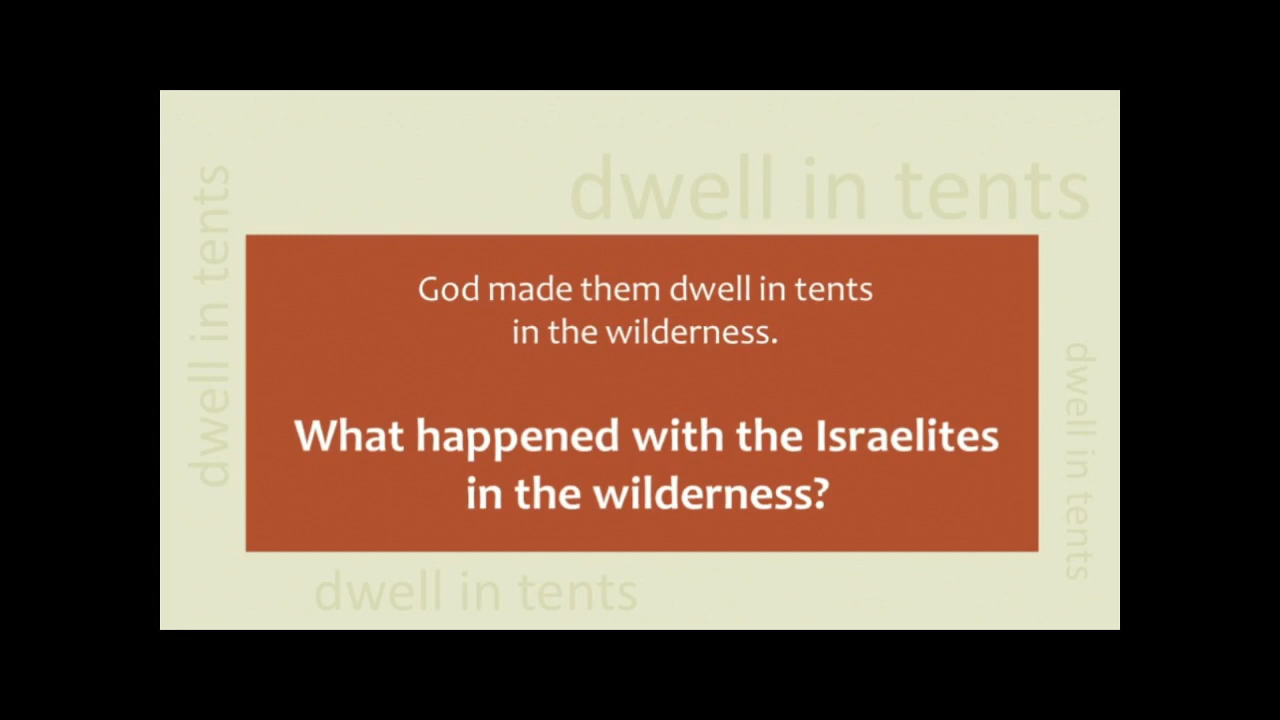 dwell in tents
dwell in tents
God made them dwell in tents
in the wilderness.
What happened with the Israelites
in the wilderness?
dwell in tents
dwell in tents